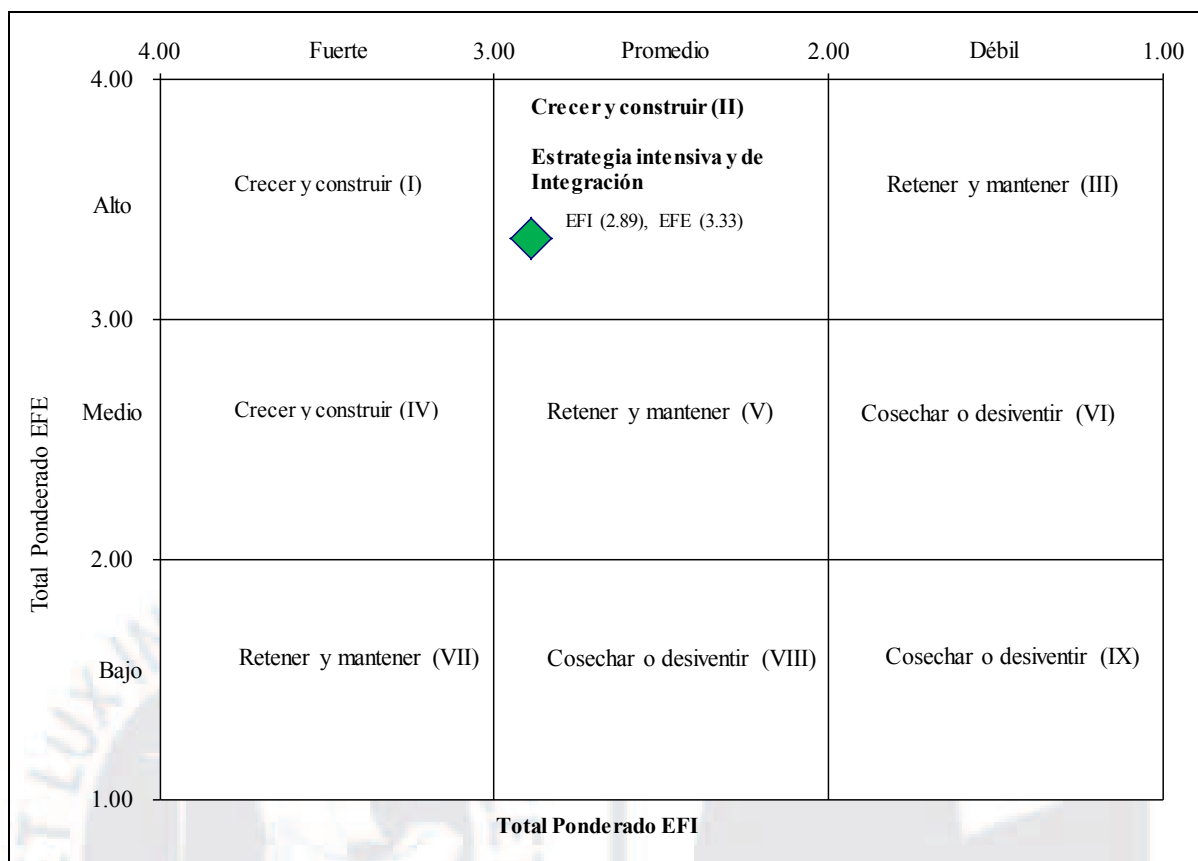 4.00 Fuerte 3.00 Promedio 2.00 Débil 1.00
4.00
Crecer y construir (II)
Estrategia intensiva y de
Integración
Crecer y construir (I)
Retener y mantener (III)
Alto
EFI (2.89), EFE (3.33)
3.00
Medio
Crecer y construir (IV)
Retener y mantener (V)
Cosechar o desiventir (VI)
Total Pondeerado EFE
2.00
Bajo
Retener y mantener (VII)
Cosechar o desiventir (VIII)
Cosechar o desiventir (IX)
1.00
Total Ponderado EFI
ET LUX